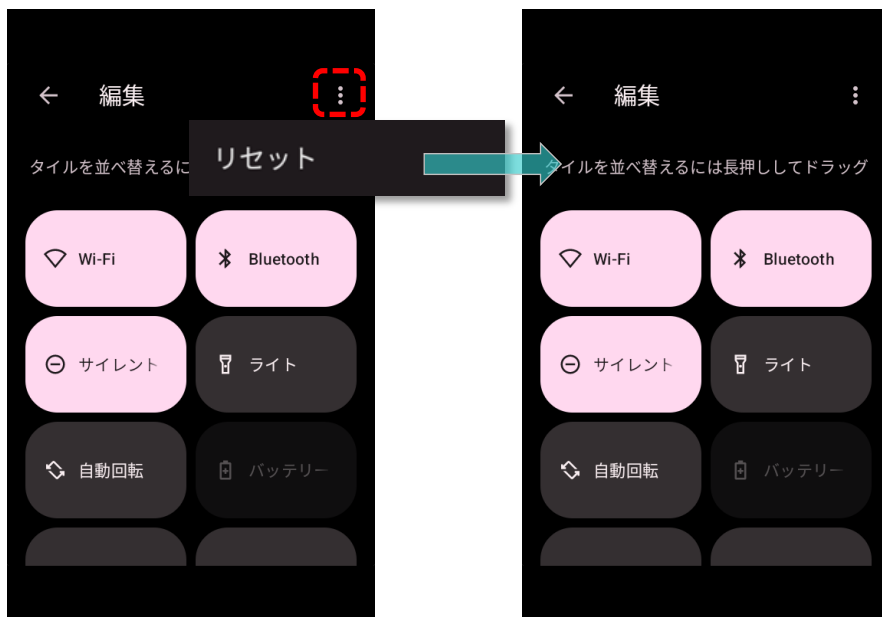 編集
リセット
タイルを並べ替えるに
Wi-Fi
Bluetooth
サイレント
ライト
自動回転
バッテリー
編集
タイルを並べ替えるには長押ししてドラッグ
Wi-Fi
Bluetooth
サイレント
ライト
自動回転
バッテリー